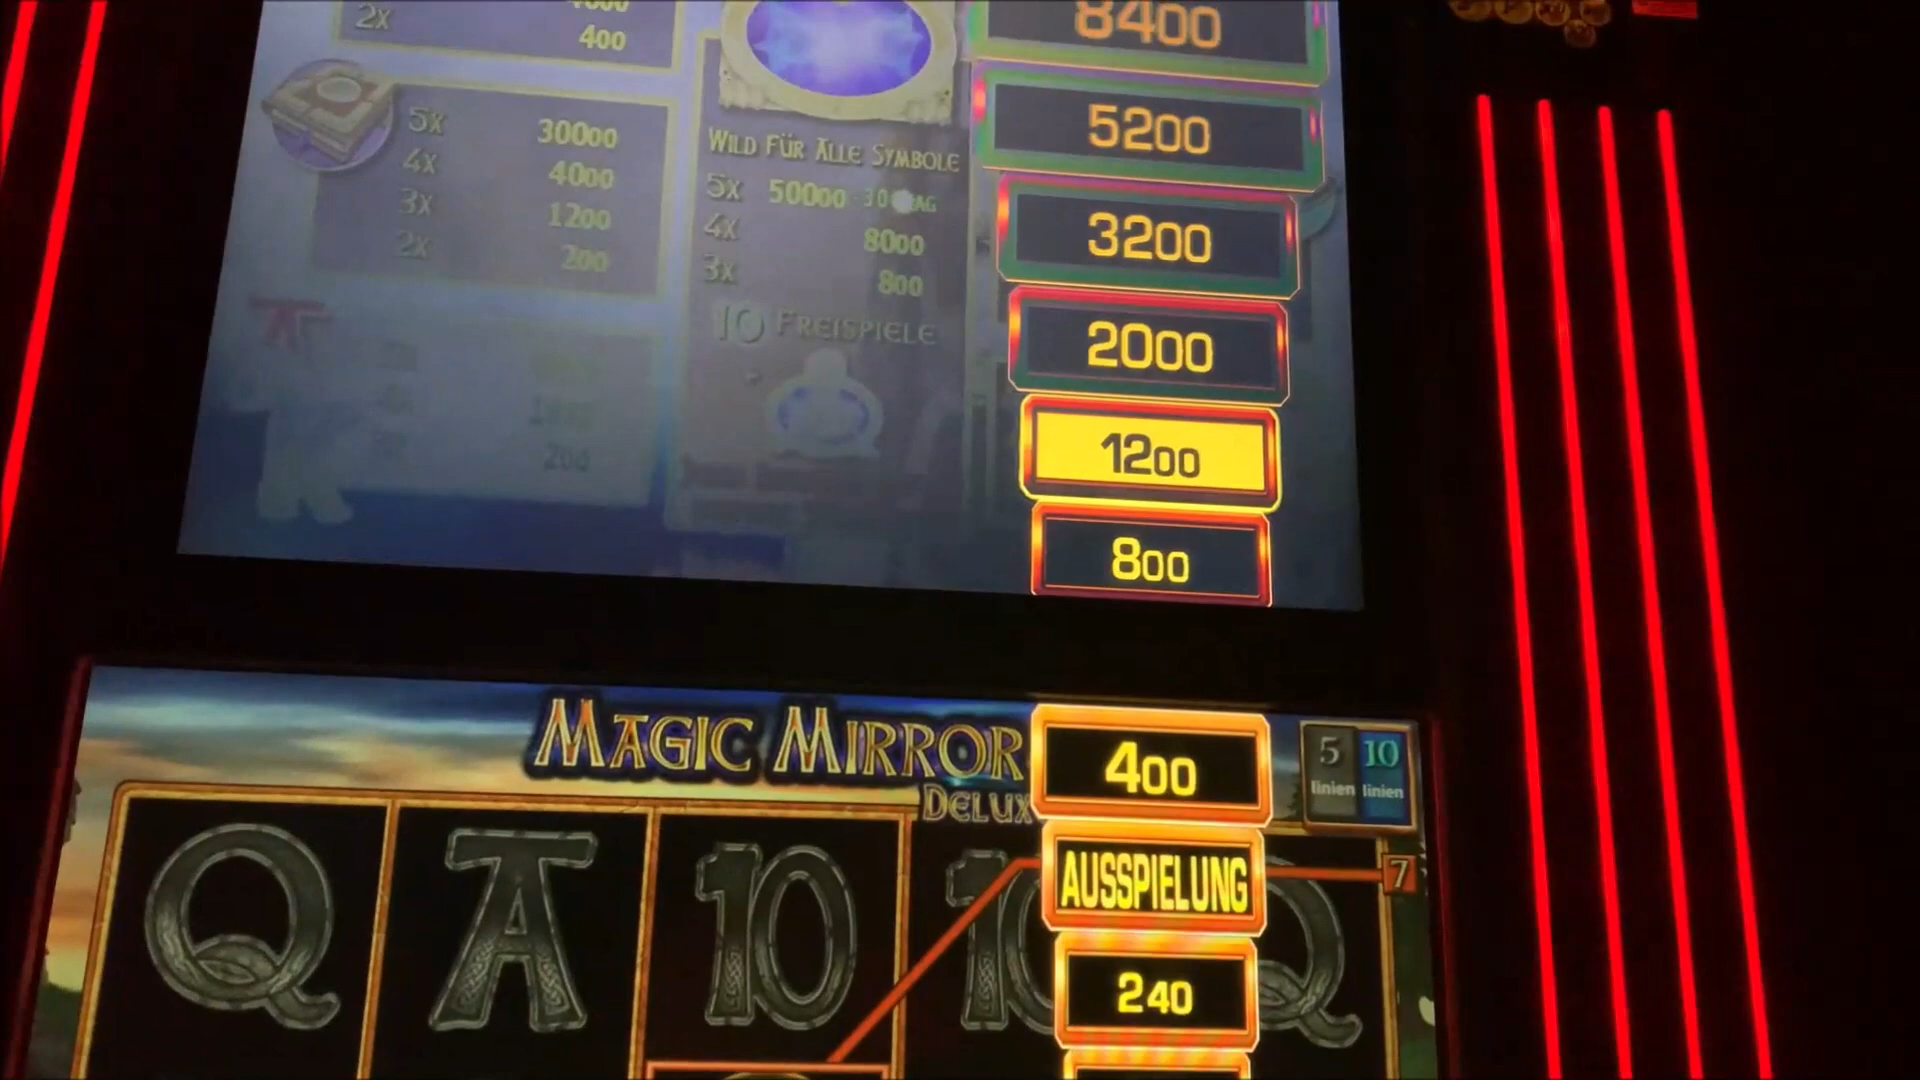 2x
400
5x 30000
4x 4000
3x 1200
2x 200
WILD FÜR ALLE SYMBOLE
5x 50000
4x 8000
3x 800
10 FREISPIELE
8400
5200
3200
2000
1200
800
MAGIC MIRROR
DELUX
400
5 10
linien linien
AUSSPIELUNG
7
Q A 10 10 Q
240